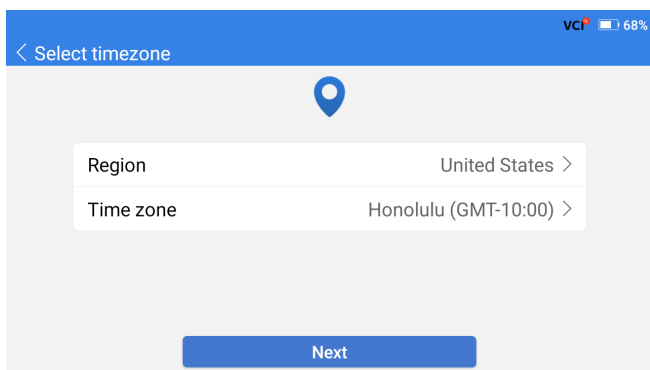 VCI 68%
Select timezone
Region United States
Time zone Honolulu (GMT-10:00)
Next